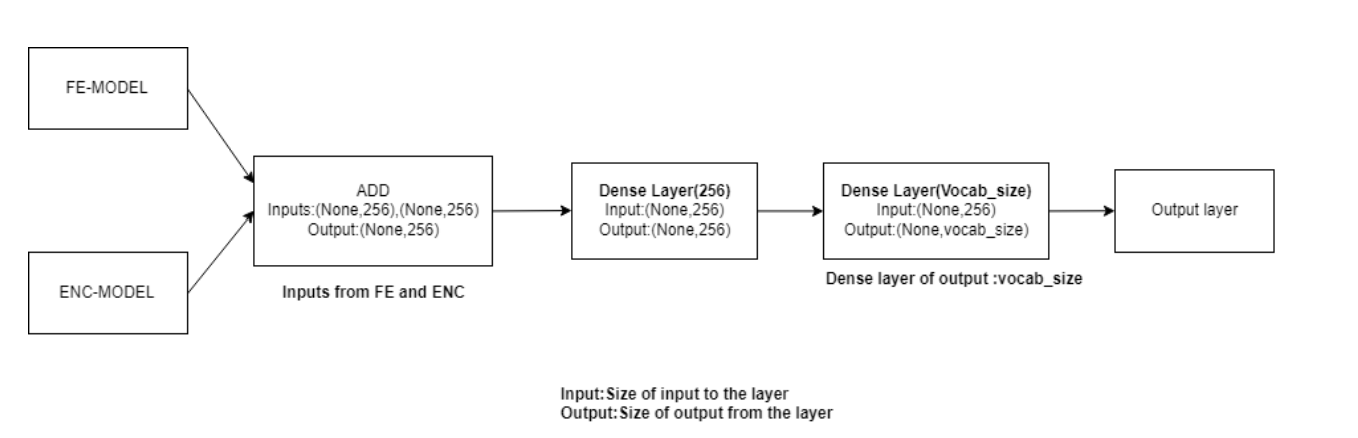 FE-MODEL
ADD
Inputs:(None,256),(None,256)
Output:(None,256)
Inputs from FE and ENC
ENC-MODEL
Dense Layer(256)
Input:(None,256)
Output:(None,256)
Dense Layer(Vocab_size)
Input:(None,256)
Output:(None,vocab_size)
Dense layer of output :vocab_size
Output layer
Input:Size of input to the layer
Output:Size of output from the layer